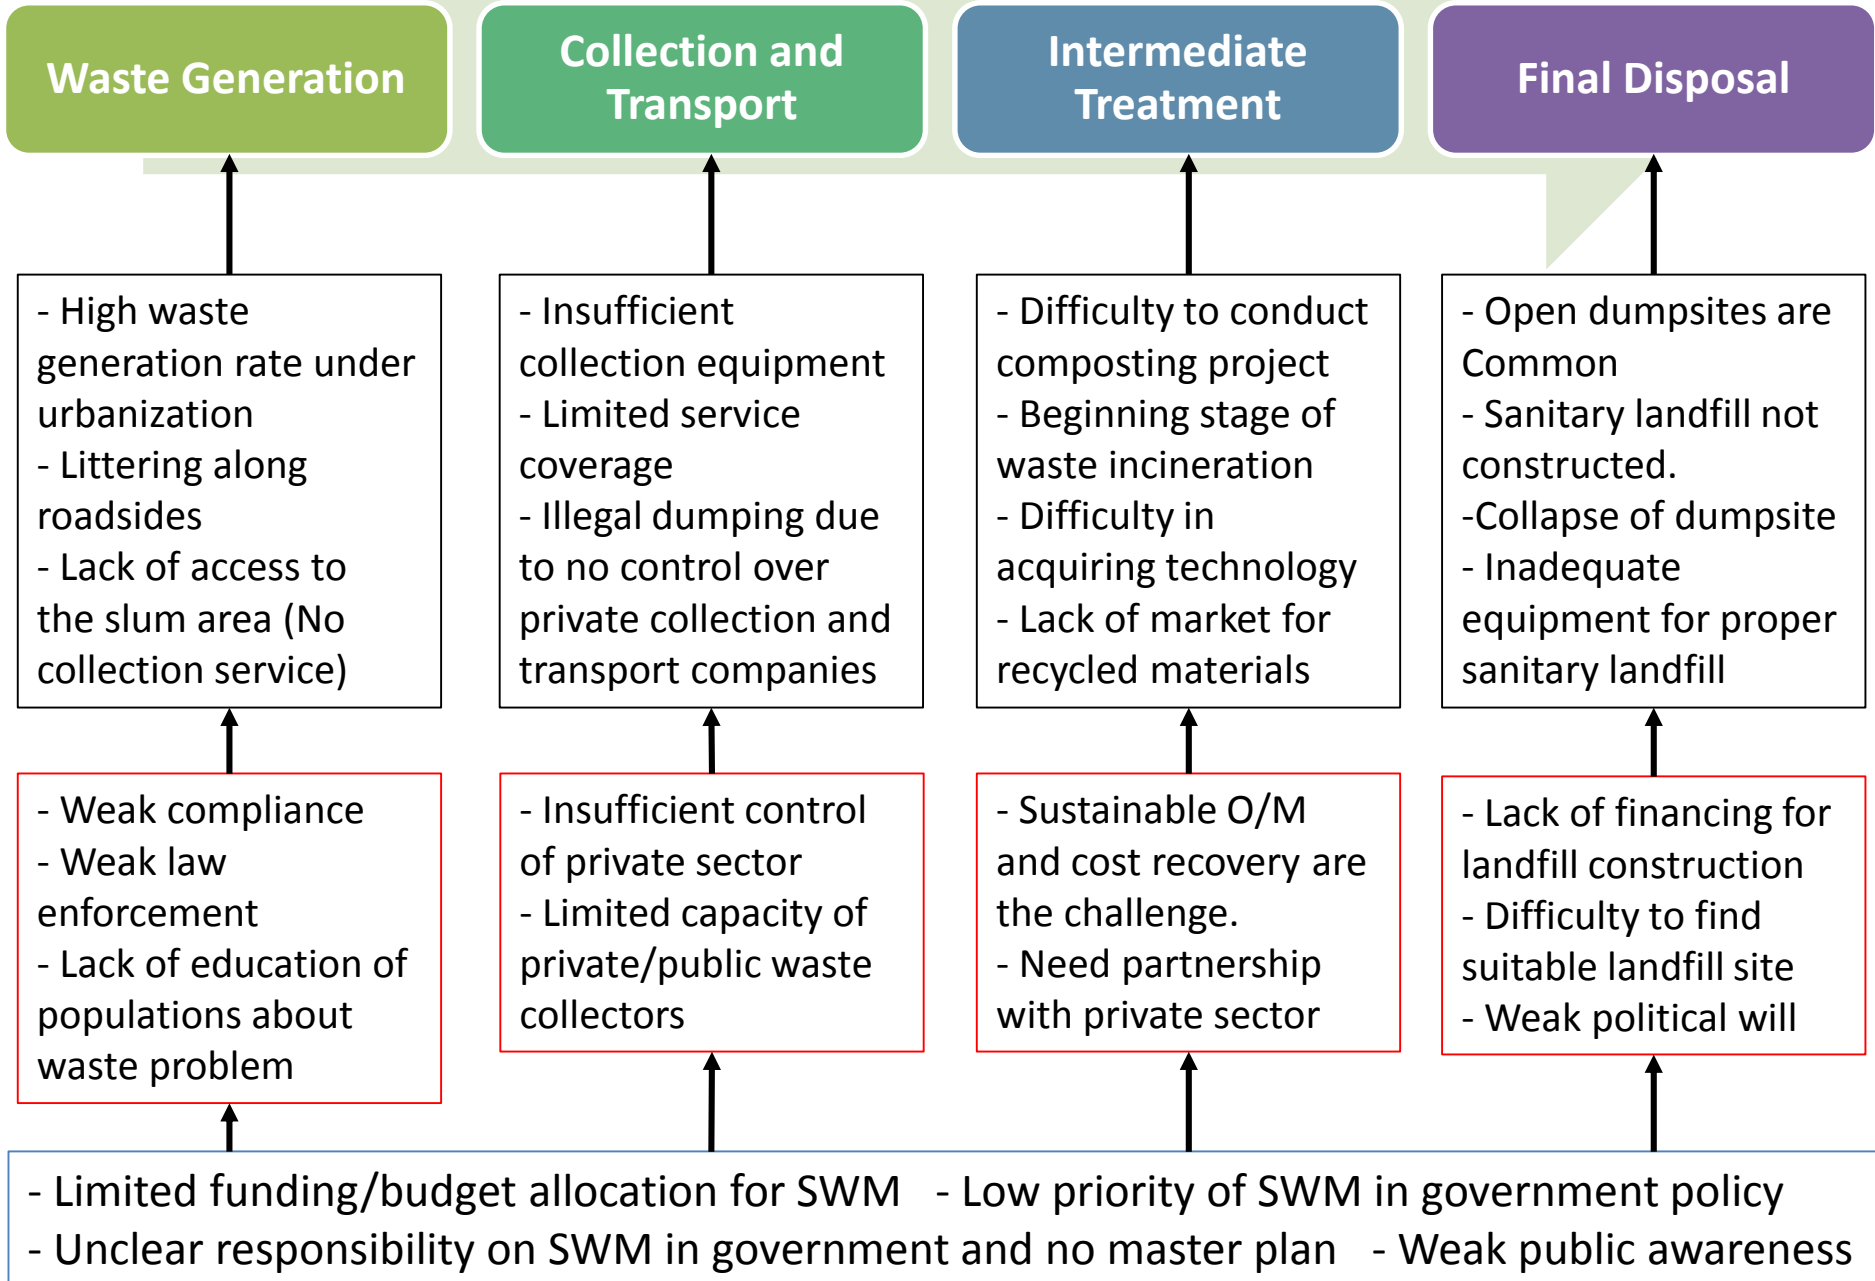 Waste Generation
Collection and
Transport
Intermediate
Treatment
Final Disposal
- High waste
generation rate under
urbanization
- Littering along
roadsides
- Lack of access to
the slum area (No
collection service)
- Insufficient
collection equipment
- Limited service
coverage
- Illegal dumping due
to no control over
private collection and
transport companies
- Difficulty to conduct
composting project
- Beginning stage of
waste incineration
- Difficulty in
acquiring technology
- Lack of market for
recycled materials
- Open dumpsites are
Common
- Sanitary landfill not
constructed.
-Collapse of dumpsite
- Inadequate
equipment for proper
sanitary landfill
- Weak compliance
- Weak law
enforcement
- Lack of education of
populations about
waste problem
- Insufficient control
of private sector
- Limited capacity of
private/public waste
collectors
- Sustainable O/M
and cost recovery are
the challenge.
- Need partnership
with private sector
- Lack of financing for
landfill construction
- Difficulty to find
suitable landfill site
- Weak political will
- Limited funding/budget allocation for SWM - Low priority of SWM in government policy
- Unclear responsibility on SWM in government and no master plan - Weak public awareness